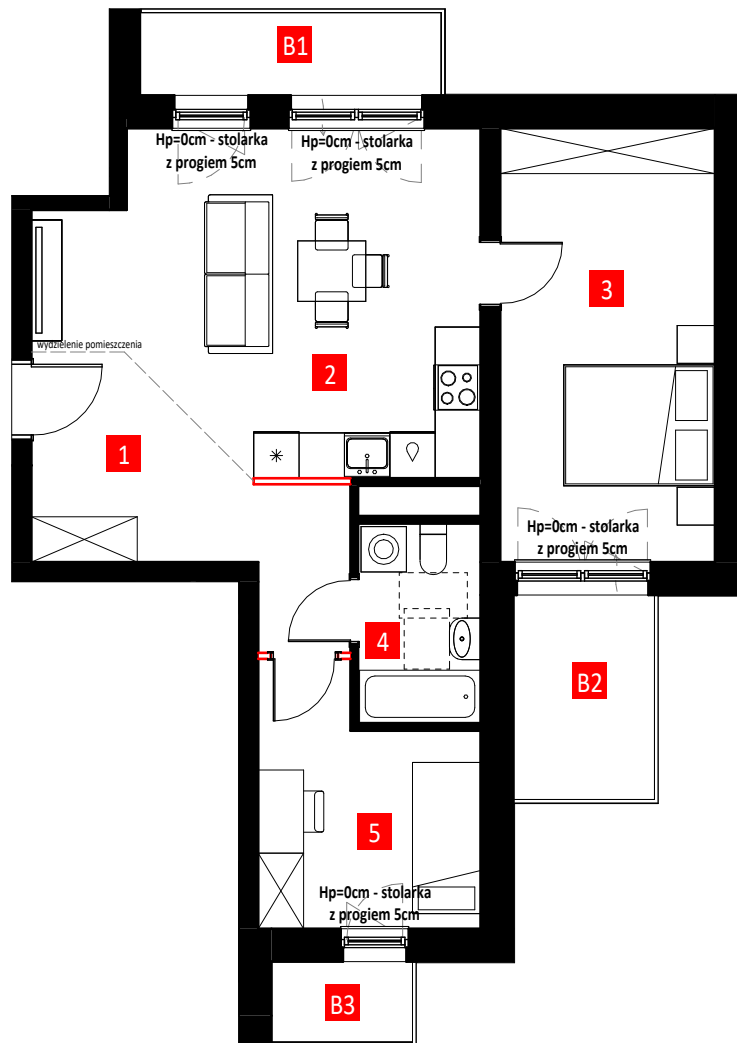 B1
Hp=0cm - stolarka
z progiem 5cm
Hp=0cm - stolarka
z progiem 5cm
3
wydzielenie pomieszczenia
2
1
Hp=0cm - stolarka
z progiem 5cm
4
B2
5
Hp=0cm - stolarka
z progiem 5cm
B3